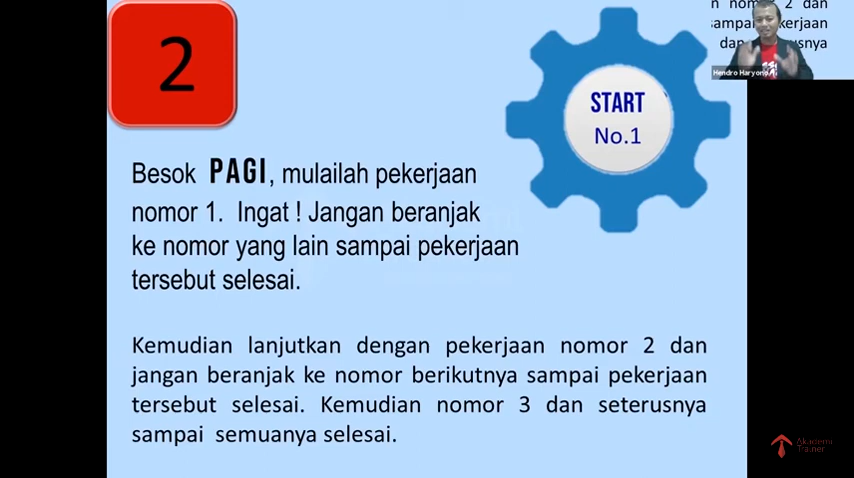 2
START
No.1
Besok PAGI, mulailah pekerjaan
nomor 1. Ingat ! Jangan beranjak
ke nomor yang lain sampai pekerjaan
tersebut selesai.
Kemudian lanjutkan dengan pekerjaan nomor 2 dan
jangan beranjak ke nomor berikutnya sampai pekerjaan
tersebut selesai. Kemudian nomor 3 dan seterusnya
sampai semuanya selesai.
2 dan
Hendro Haryono
Akademi
Trainer